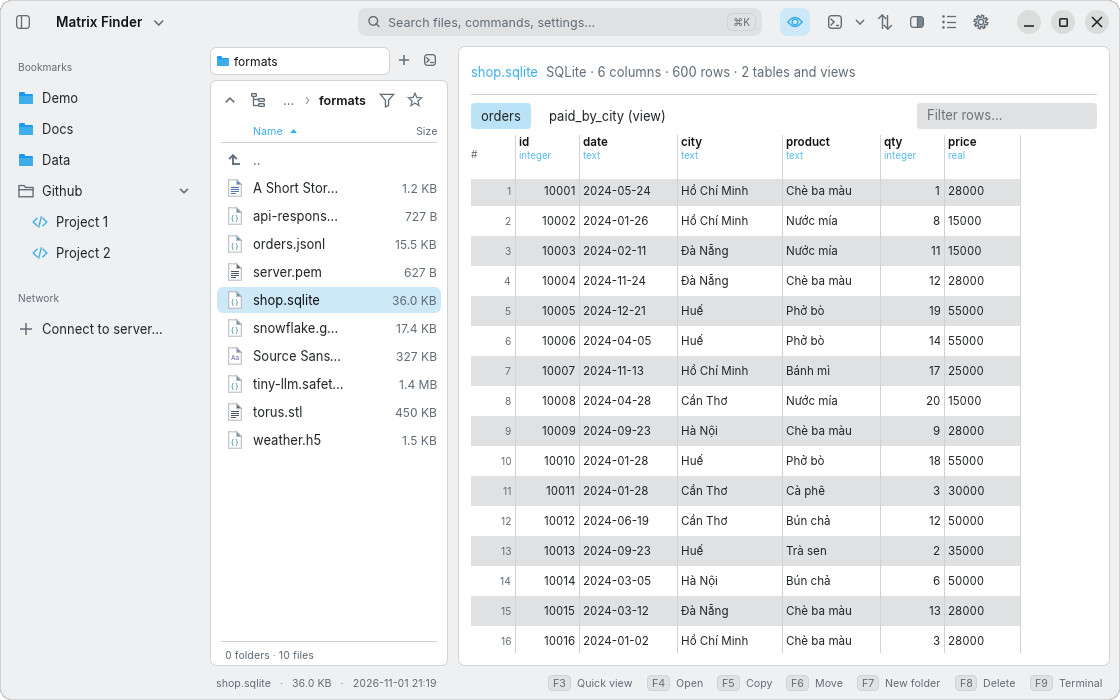 Matrix Finder
Search files, commands, settings...
⌘K
Bookmarks
Demo
Docs
Data
Github
Project 1
Project 2
Network
Connect to server...
formats
... › formats
Name Size
..
A Short Stor... 1.2 KB
api-respons... 727 B
orders.jsonl 15.5 KB
server.pem 627 B
shop.sqlite 36.0 KB
snowflake.g... 17.4 KB
Source Sans... 327 KB
tiny-llm.safet... 1.4 MB
torus.stl 450 KB
weather.h5 1.5 KB
0 folders · 10 files
shop.sqlite SQLite · 6 columns · 600 rows · 2 tables and views
orders paid_by_city (view) Filter rows...
# id date city product qty price
integer text text text integer real
1 10001 2024-05-24 Hồ Chí Minh Chè ba màu 1 28000
2 10002 2024-01-26 Hồ Chí Minh Nước mía 8 15000
3 10003 2024-02-11 Đà Nẵng Nước mía 11 15000
4 10004 2024-11-24 Đà Nẵng Chè ba màu 12 28000
5 10005 2024-12-21 Huế Phở bò 19 55000
6 10006 2024-04-05 Huế Phở bò 14 55000
7 10007 2024-11-13 Hồ Chí Minh Bánh mì 17 25000
8 10008 2024-04-28 Cần Thơ Nước mía 20 15000
9 10009 2024-09-23 Hà Nội Chè ba màu 9 28000
10 10010 2024-01-28 Huế Phở bò 18 55000
11 10011 2024-01-28 Cần Thơ Cà phê 3 30000
12 10012 2024-06-19 Cần Thơ Bún chả 12 50000
13 10013 2024-09-23 Huế Trà sen 2 35000
14 10014 2024-03-05 Hà Nội Bún chả 6 50000
15 10015 2024-03-12 Đà Nẵng Chè ba màu 13 28000
16 10016 2024-01-02 Hồ Chí Minh Chè ba màu 3 28000
shop.sqlite · 36.0 KB · 2026-11-01 21:19
F3 Quick view F4 Open F5 Copy F6 Move F7 New folder F8 Delete F9 Terminal